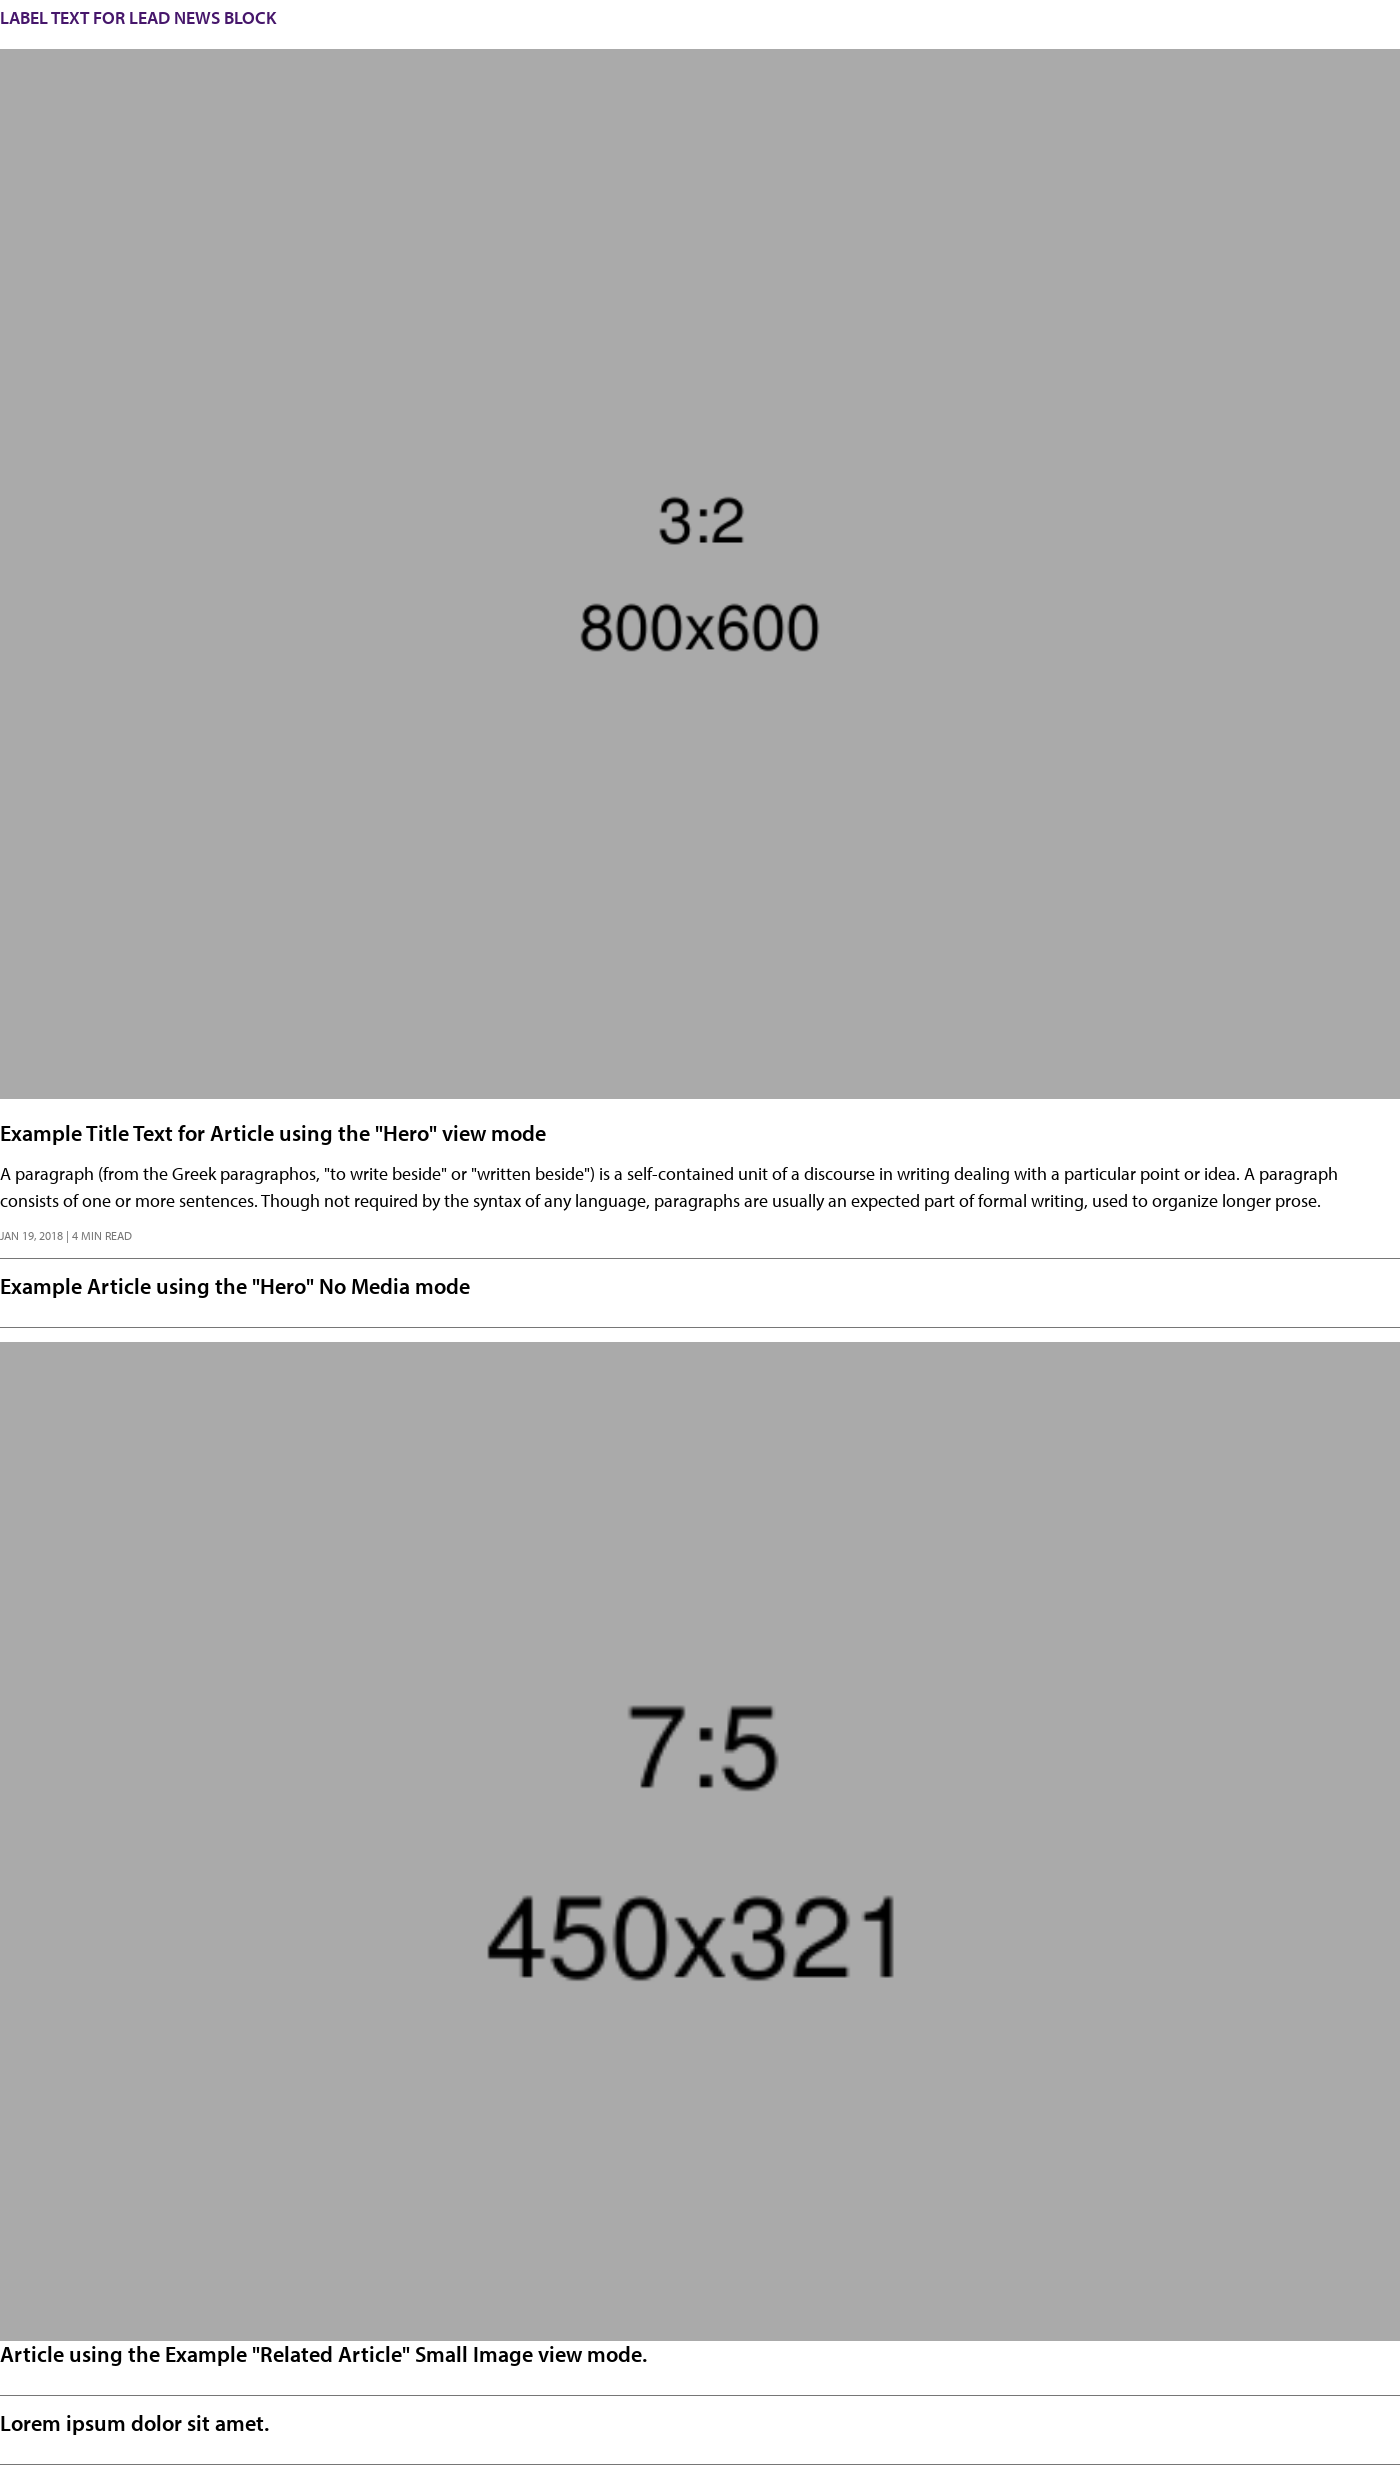 LABEL TEXT FOR LEAD NEWS BLOCK
3:2
800x600
Example Title Text for Article using the "Hero" view mode
A paragraph (from the Greek paragraphos, "to write beside" or "written beside") is a self-contained unit of a discourse in writing dealing with a particular point or idea. A paragraph
consists of one or more sentences. Though not required by the syntax of any language, paragraphs are usually an expected part of formal writing, used to organize longer prose.
JAN 19, 2018 | 4 MIN READ
Example Article using the "Hero" No Media mode
7:5
450x321
Article using the Example "Related Article" Small Image view mode.
Lorem ipsum dolor sit amet.